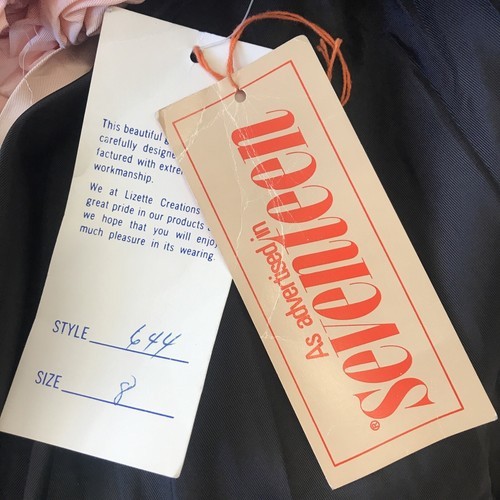 This beautiful
carefully designe
factured with extre
workmanship.
We at Lizette Creations
great pride in our products
we hope that you will enjoy
much pleasure in its wearing.
STYLE 644
SIZE 8
As advertised in
seventeen®